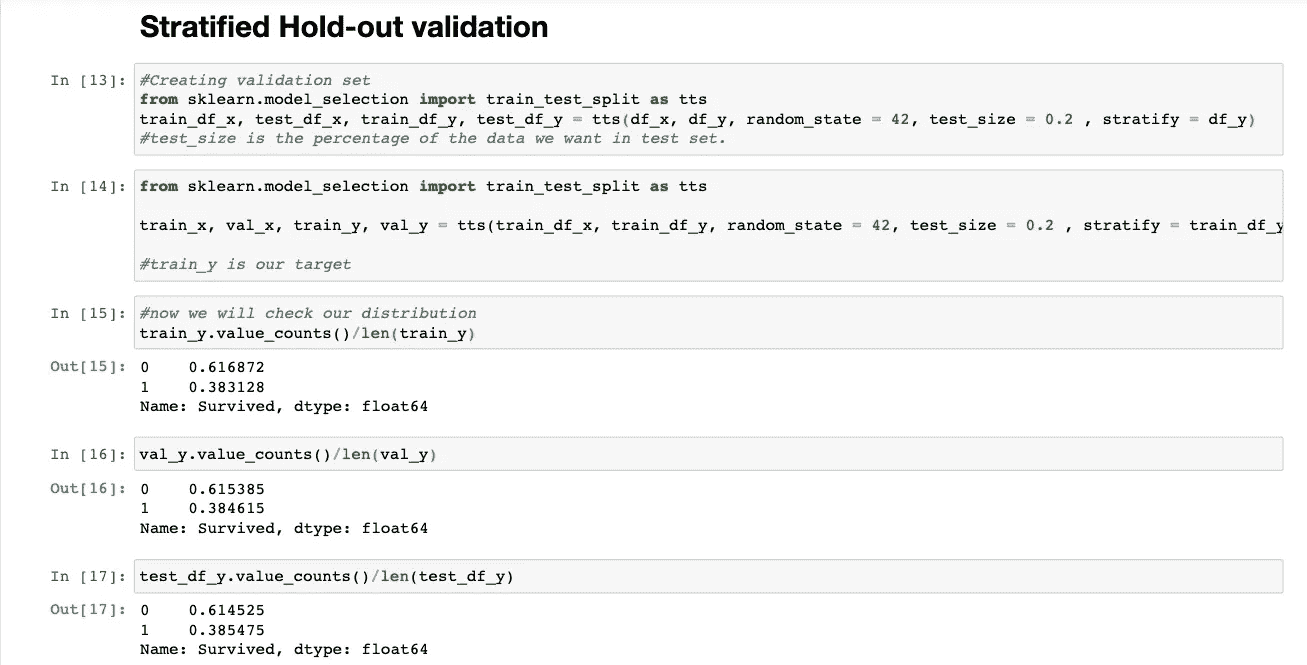 Stratified Hold-out validation
In [13]: #Creating validation set
from sklearn.model_selection import train_test_split as tts
train_df_x, test_df_x, train_df_y, test_df_y = tts(df_x, df_y, random_state = 42, test_size = 0.2 , stratify = df_y)
#test_size is the percentage of the data we want in test set.
In [14]: from sklearn.model_selection import train_test_split as tts
train_x, val_x, train_y, val_y = tts(train_df_x, train_df_y, random_state = 42, test_size = 0.2 , stratify = train_df_y
#train_y is our target
In [15]: #now we will check our distribution
train_y.value_counts()/len(train_y)
Out[15]: 0 0.616872
1 0.383128
Name: Survived, dtype: float64
In [16]: val_y.value_counts()/len(val_y)
Out[16]: 0 0.615385
1 0.384615
Name: Survived, dtype: float64
In [17]: test_df_y.value_counts()/len(test_df_y)
Out[17]: 0 0.614525
1 0.385475
Name: Survived, dtype: float64